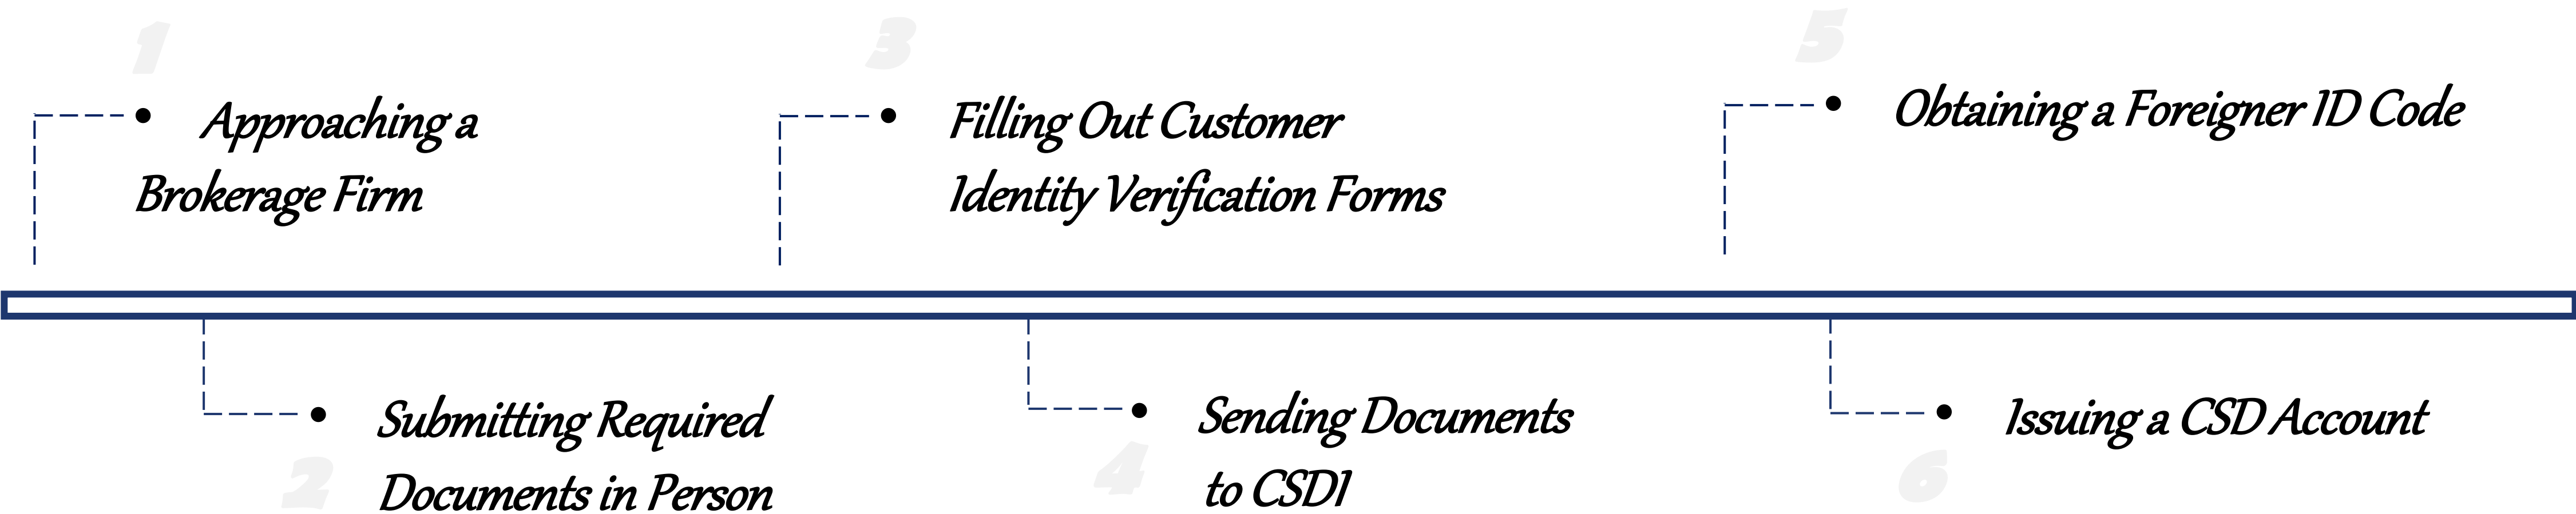 1
Approaching a
Brokerage Firm
2
Submitting Required
Documents in Person
3
Filling Out Customer
Identity Verification Forms
4
Sending Documents
to CSDI
5
Obtaining a Foreigner ID Code
6
Issuing a CSD Account